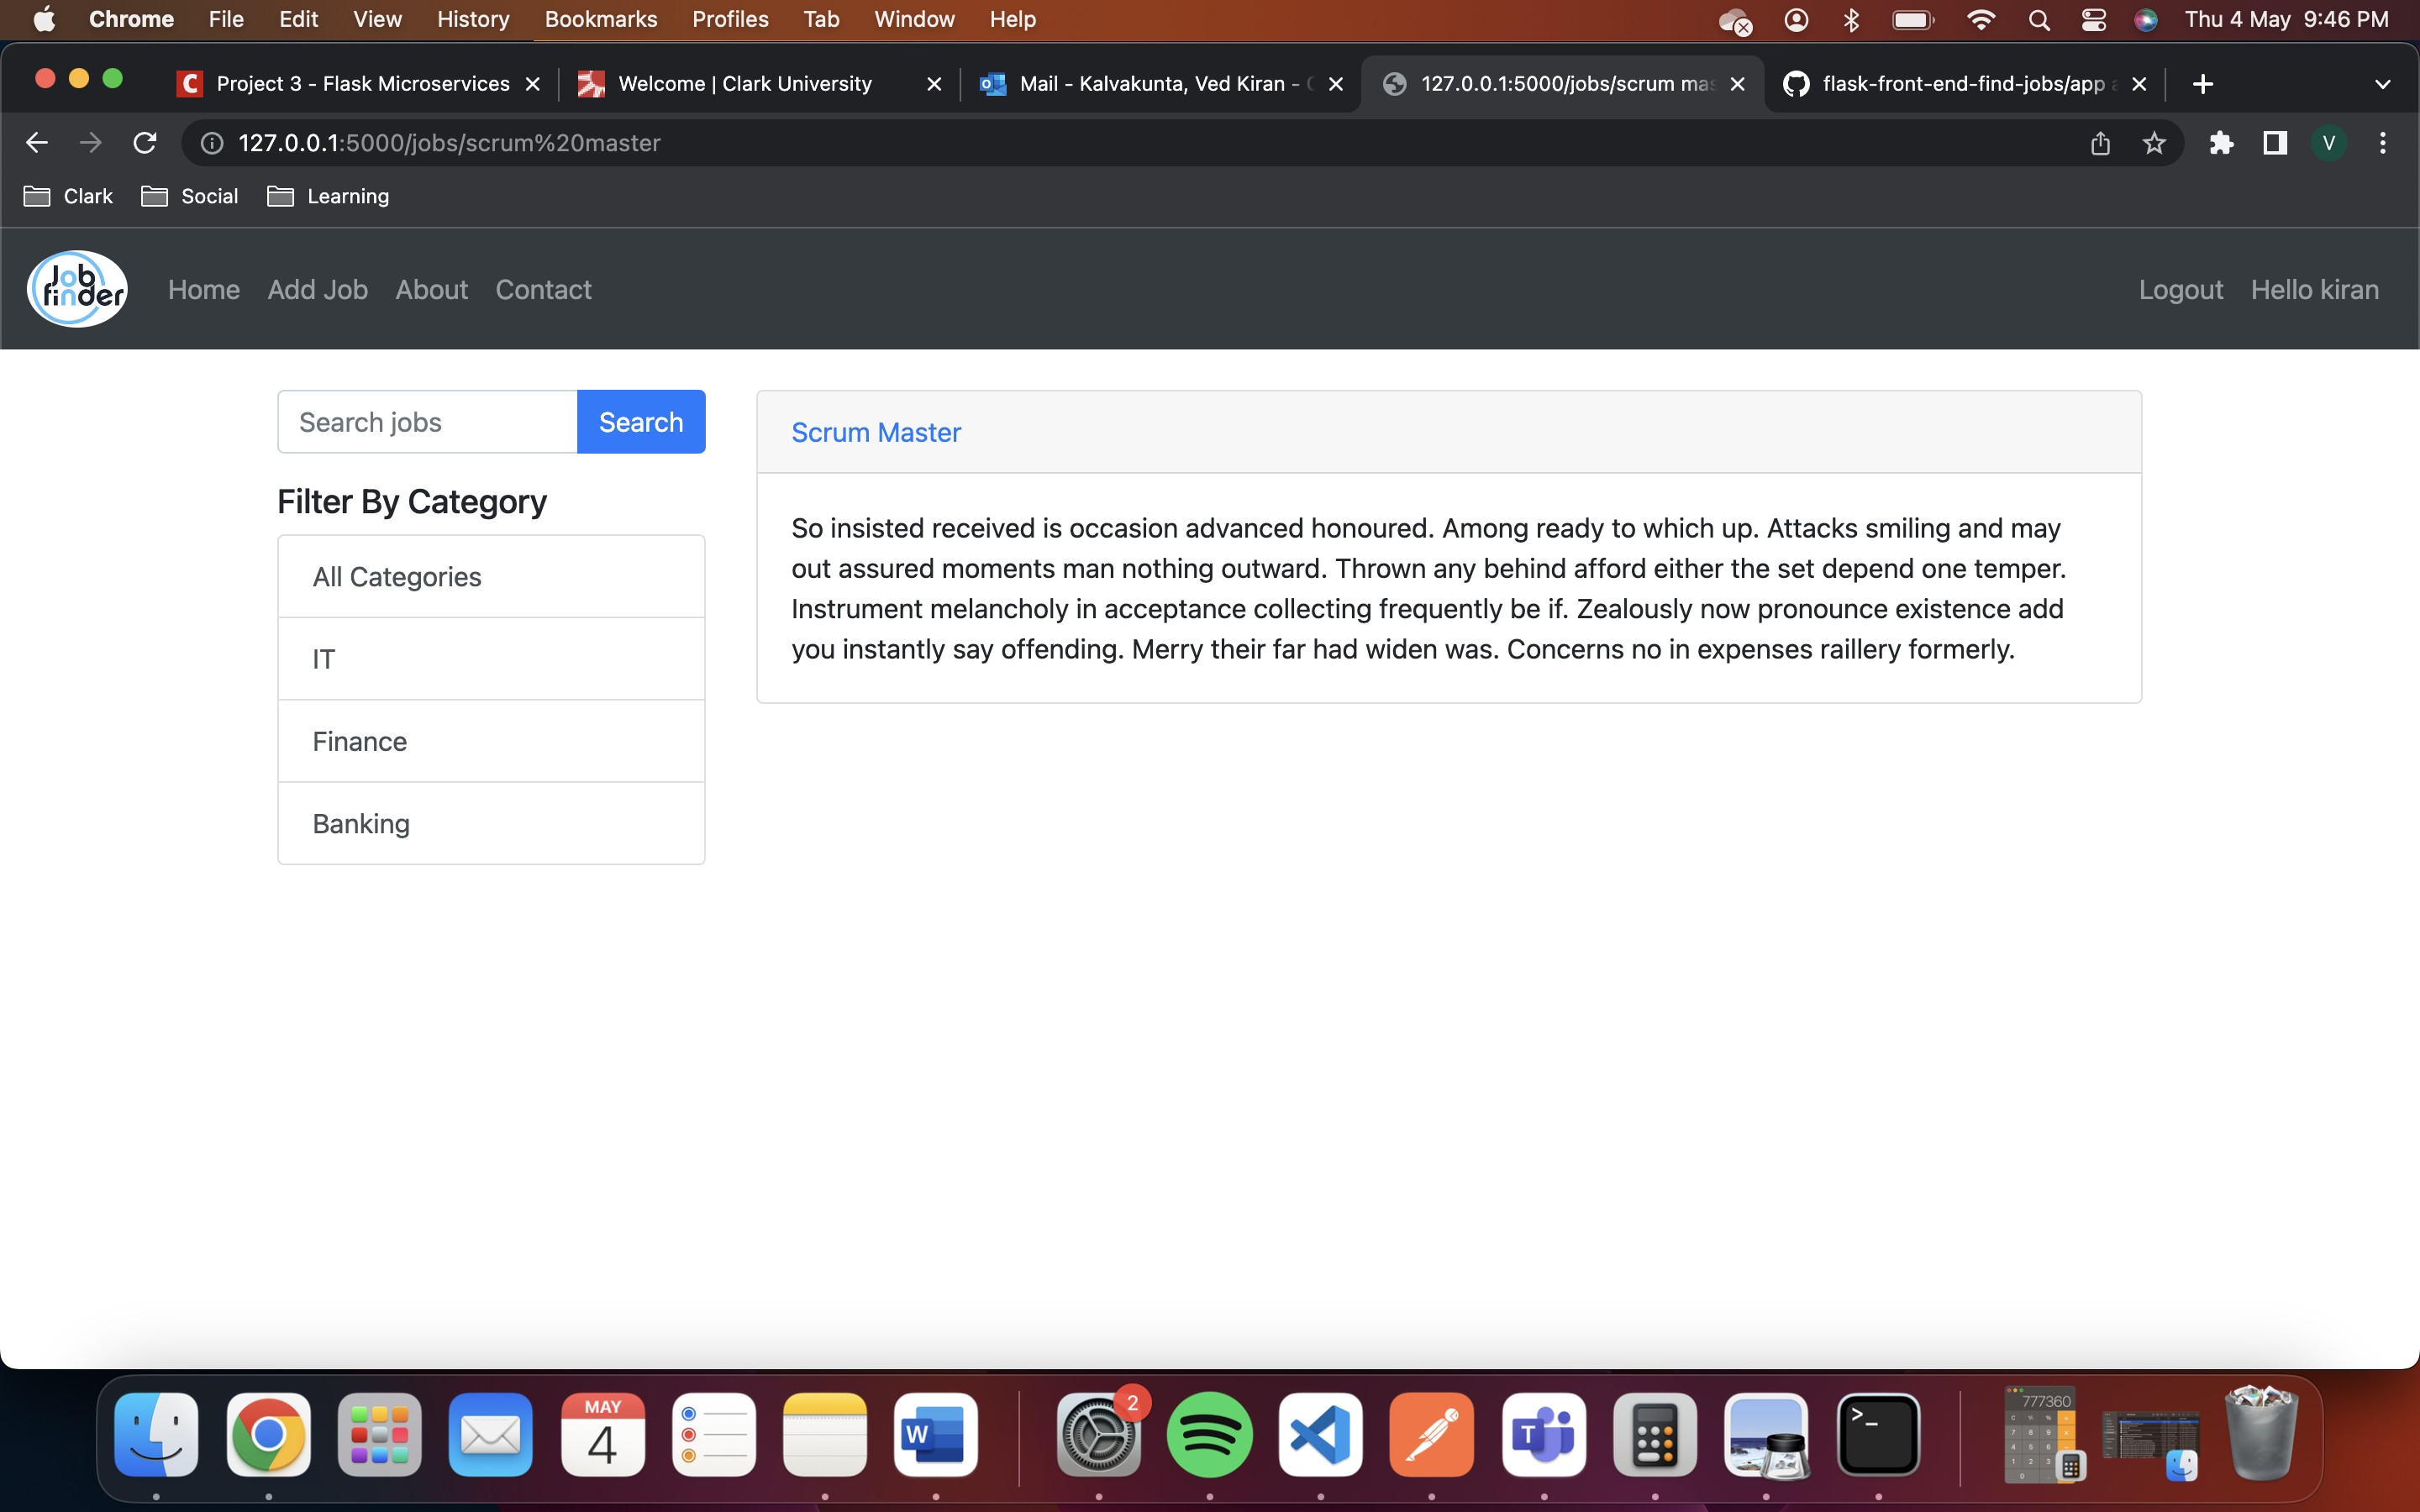 Chrome File Edit View History Bookmarks Profiles Tab Window Help Thu 4 May 9:46 PM
Project 3 - Flask Microservices Welcome | Clark University Mail - Kalvakunta, Ved Kiran - 127.0.0.1:5000/jobs/scrum mas flask-front-end-find-jobs/app
127.0.0.1:5000/jobs/scrum%20master V
Clark Social Learning
Job
finder
Home Add Job About Contact Logout Hello kiran
Search jobs Search
Scrum Master
Filter By Category
All Categories
IT
Finance
Banking
So insisted received is occasion advanced honoured. Among ready to which up. Attacks smiling and may
out assured moments man nothing outward. Thrown any behind afford either the set depend one temper.
Instrument melancholy in acceptance collecting frequently be if. Zealously now pronounce existence add
you instantly say offending. Merry their far had widen was. Concerns no in expenses raillery formerly.
MAY
4
W
2
T
>_
777360